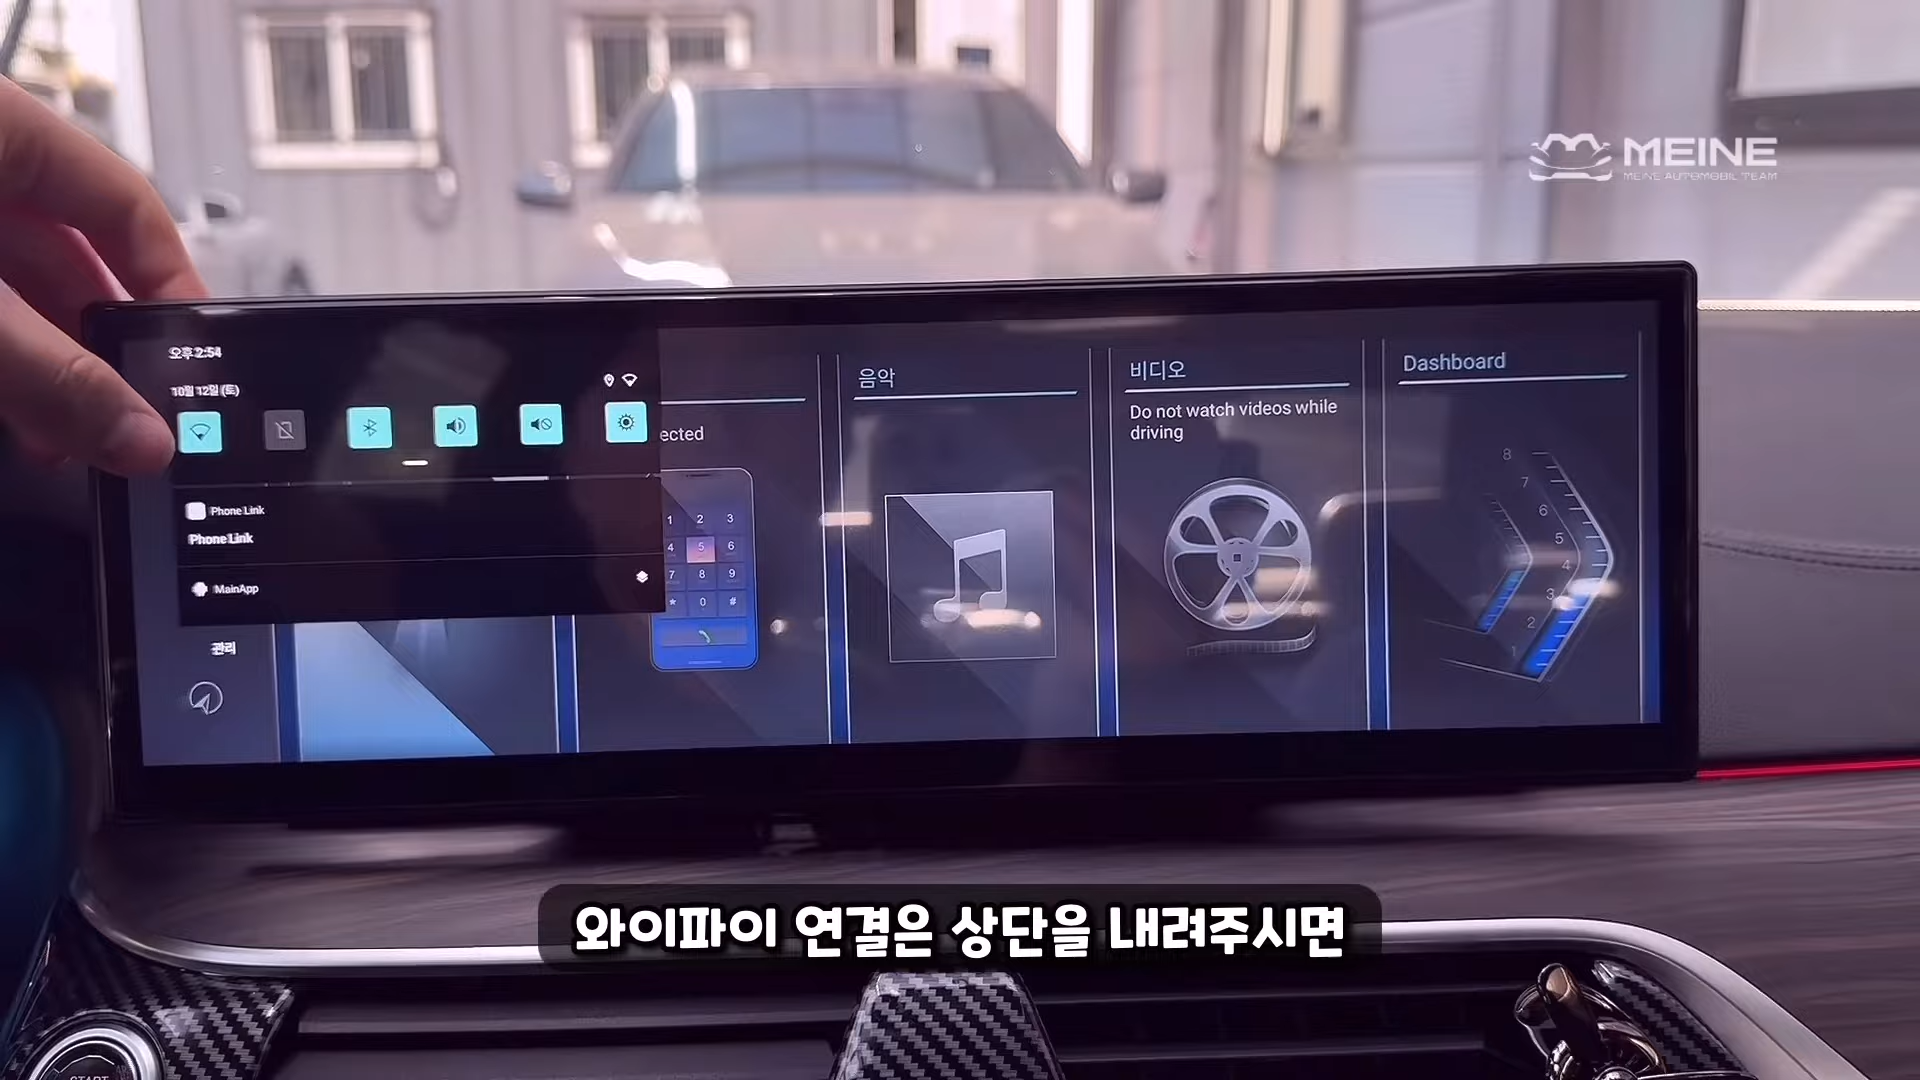 MEINE
MEINE AUTOMOBIL TEAM
오후 2:54
10월 12일 (토)
ected
음악
비디오
Do not watch videos while
driving
Dashboard
Phone Link
Phone Link
MainApp
관리
1 2 3
4 5 6
7 8 9
* 0 #
8
7
6
5
4
3
2
1
와이파이 연결은 상단을 내려주시면
START